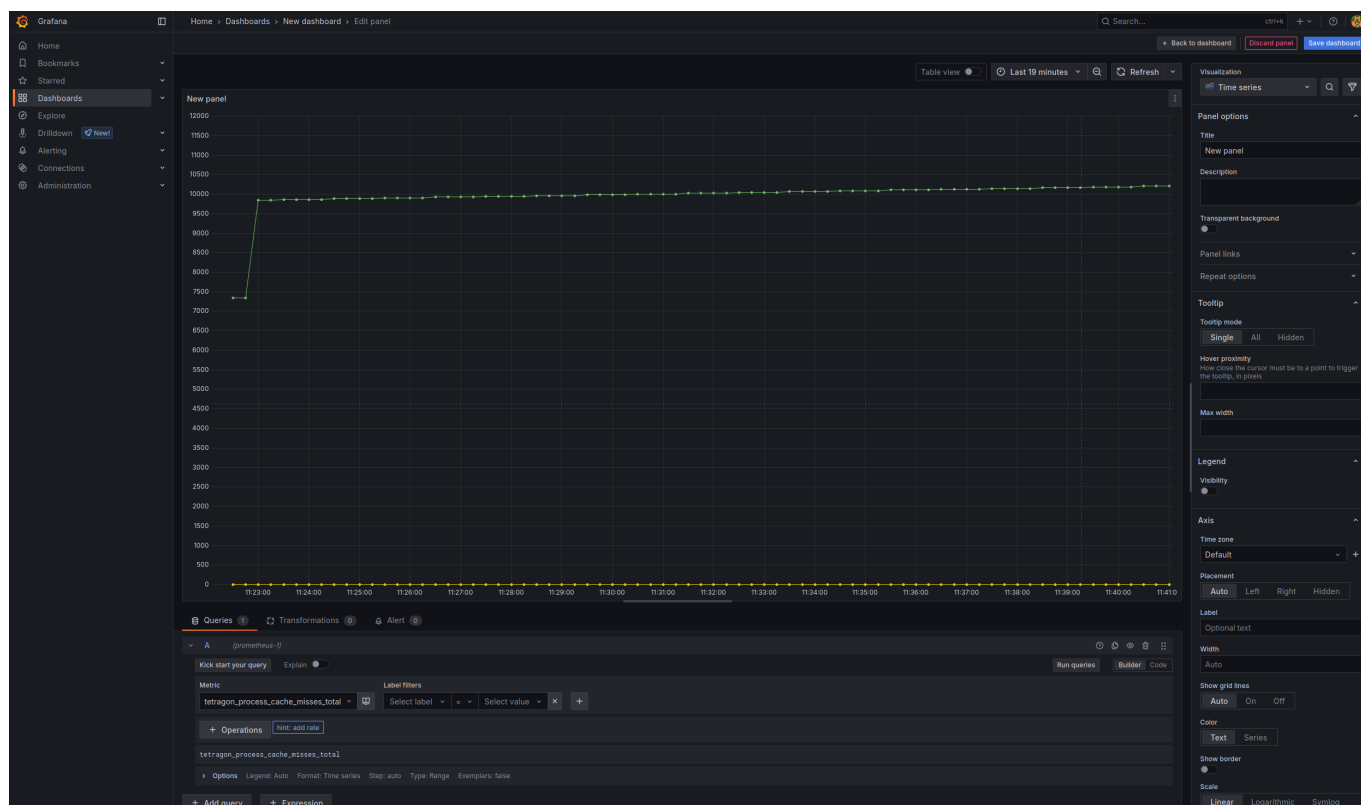 Grafana
Home › Dashboards › New dashboard › Edit panel
Search...
ctrl+k
Home
Bookmarks
Starred
Dashboards
Explore
Drilldown New!
Alerting
Connections
Administration
Back to dashboard
Discard panel
Save dashboard
Table view
Last 19 minutes
Refresh
New panel
12000
11500
11000
10500
10000
9500
9000
8500
8000
7500
7000
6500
6000
5500
5000
4500
4000
3500
3000
2500
2000
1500
1000
500
0
11:23:00 11:24:00 11:25:00 11:26:00 11:27:00 11:28:00 11:29:00 11:30:00 11:31:00 11:32:00 11:33:00 11:34:00 11:35:00 11:36:00 11:37:00 11:38:00 11:39:00 11:40:00 11:41:0
Queries 1 Transformations 0 Alert 0
A (prometheus-1)
Kick start your query Explain Run queries Builder Code
Metric Label filters
tetragon_process_cache_misses_total Select label = Select value
+ Operations hint: add rate
tetragon_process_cache_misses_total
Options Legend: Auto Format: Time series Step: auto Type: Range Exemplars: false
+ Add query + Expression
Visualization
Time series
Panel options
Title
New panel
Description
Transparent background
Panel links
Repeat options
Tooltip
Tooltip mode
Single All Hidden
Hover proximity
How close the cursor must be to a point to trigger
the tooltip, in pixels
Max width
Legend
Visibility
Axis
Time zone
Default
Placement
Auto Left Right Hidden
Label
Optional text
Width
Auto
Show grid lines
Auto On Off
Color
Text Series
Show border
Scale
Linear Logarithmic Symlog